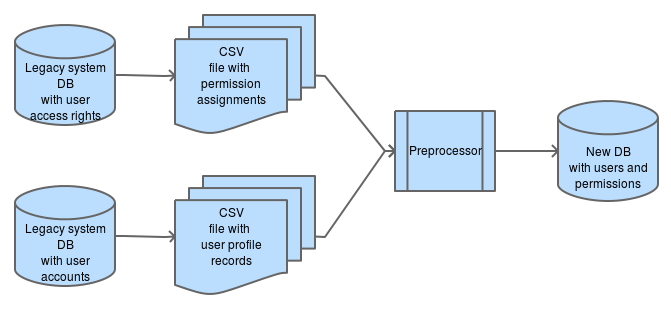 Legacy system
DB
with user
access rights
CSV
file with
permission
assignments
Preprocessor
New DB
with users and
permissions
Legacy system
DB
with user
accounts
CSV
file with
user profile
records